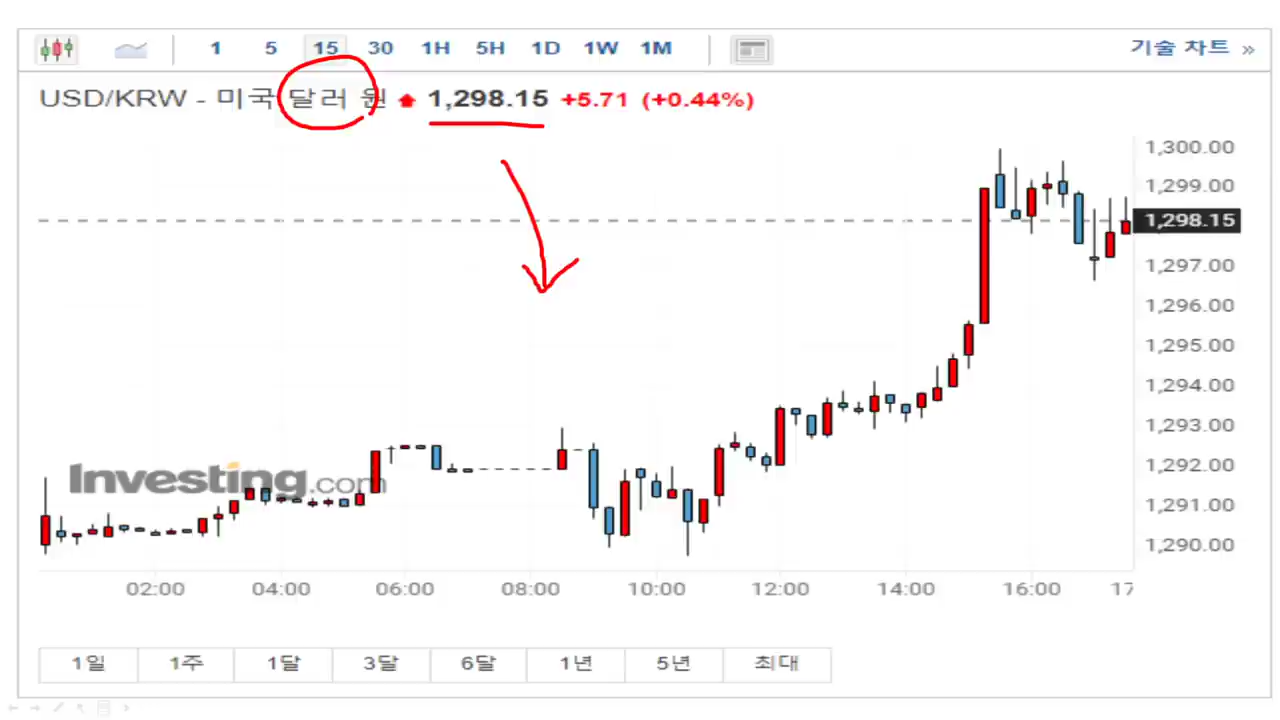 1 5 15 30 1H 5H 1D 1W 1M 기술 차트 »
USD/KRW - 미국 달러 원 1,298.15 +5.71 (+0.44%)
1,300.00
1,299.00
1,298.15
1,297.00
1,296.00
1,295.00
1,294.00
1,293.00
1,292.00
1,291.00
1,290.00
Investing.com
02:00 04:00 06:00 08:00 10:00 12:00 14:00 16:00 17
1일 1주 1달 3달 6달 1년 5년 최대